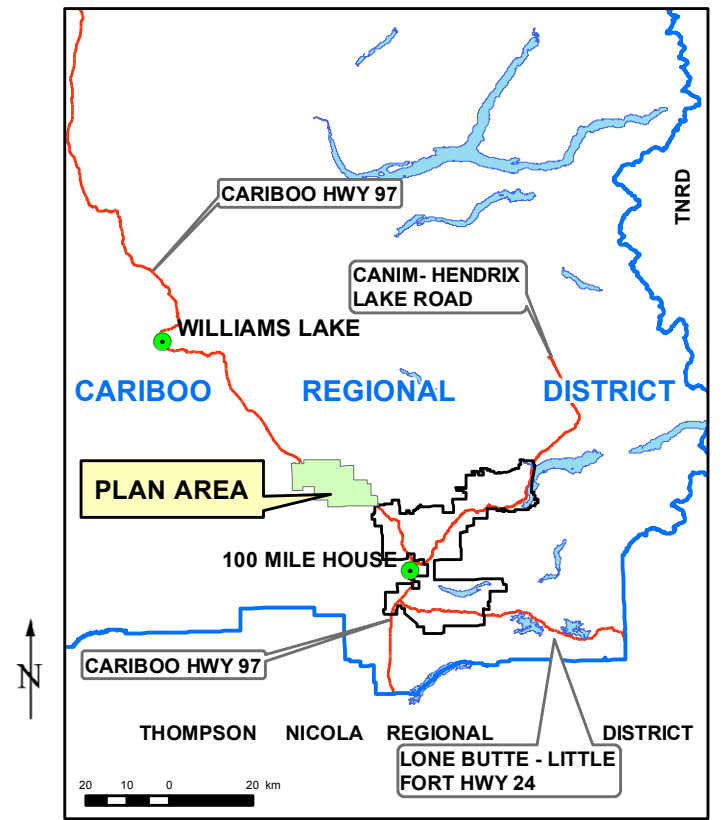 CARIBOO HWY 97
TNRD
CANIM- HENDRIX
LAKE ROAD
WILLIAMS LAKE
CARIBOO REGIONAL DISTRICT
PLAN AREA
100 MILE HOUSE
N
CARIBOO HWY 97
THOMPSON NICOLA REGIONAL DISTRICT
LONE BUTTE - LITTLE
FORT HWY 24
20 10 0 20 km